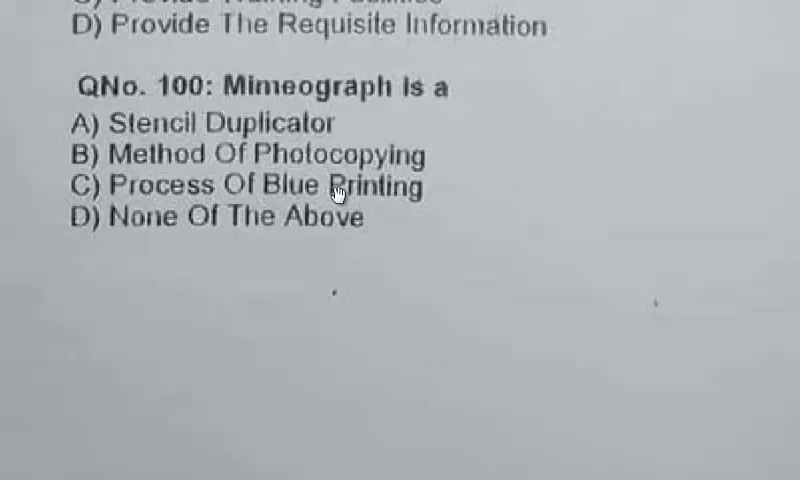 D) Provide The Requisite Information
QNo. 100: Mimeograph Is a
A) Stencil Duplicator
B) Method Of Photocopying
C) Process Of Blue Printing
D) None Of The Above